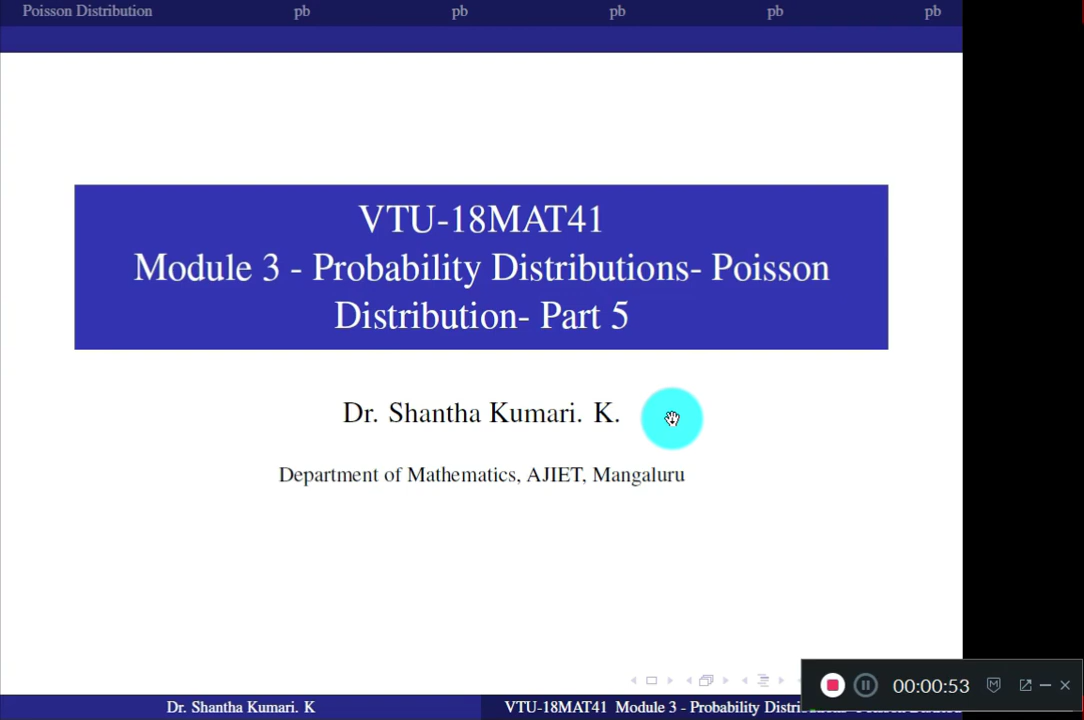 Poisson Distribution pb pb pb pb pb
VTU-18MAT41
Module 3 - Probability Distributions- Poisson
Distribution- Part 5
Dr. Shantha Kumari. K.
Department of Mathematics, AJIET, Mangaluru
00:00:53
Dr. Shantha Kumari. K VTU-18MAT41 Module 3 - Probability